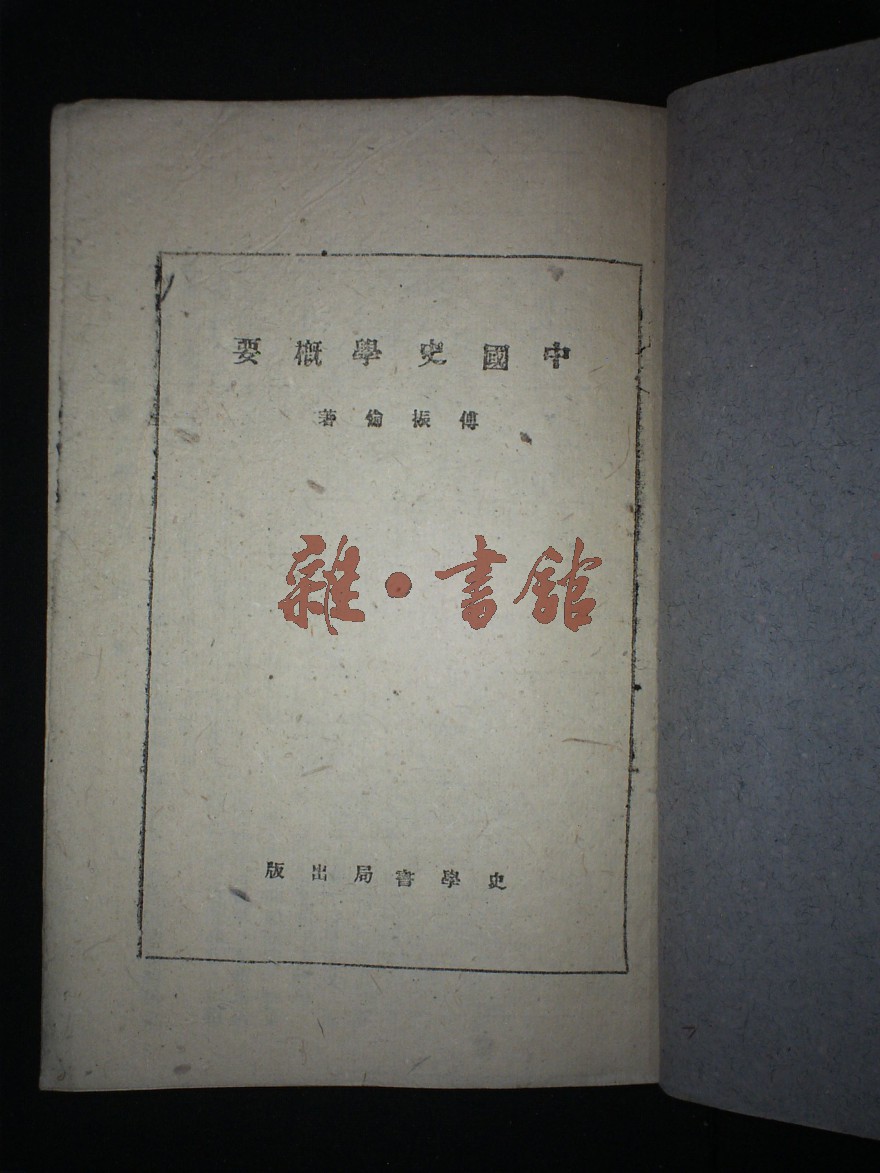 中國史學概要
傅振倫著
雜·書館
史學書局出版